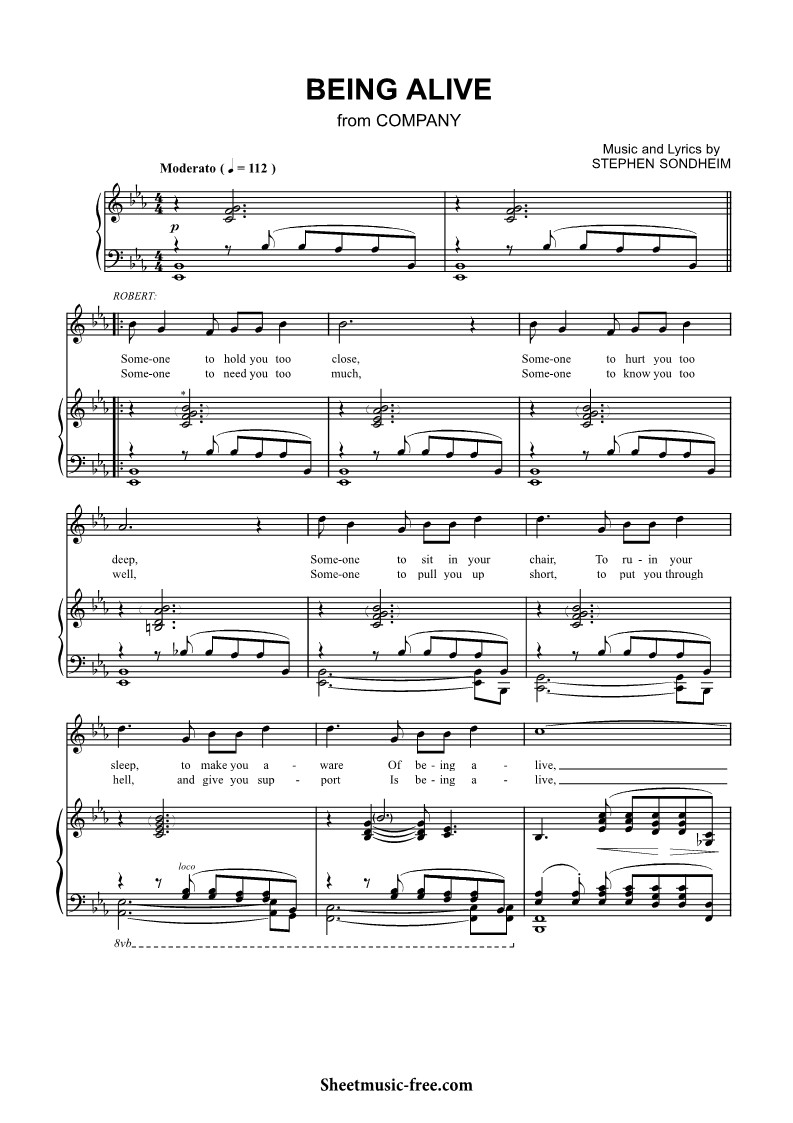 BEING ALIVE
from COMPANY
Music and Lyrics by
STEPHEN SONDHEIM
Moderato ( ♩ = 112 )
p
ROBERT:
Some-one to hold you too close, Some-one to hurt you too
Some-one to need you too much, Some-one to know you too
*
deep, Some-one to sit in your chair, To ru - in your
well, Some-one to pull you up short, to put you through
sleep, to make you a - ware Of be - ing a - live,
hell, and give you sup - port Is be - ing a - live,
loco
8vb
Sheetmusic-free.com